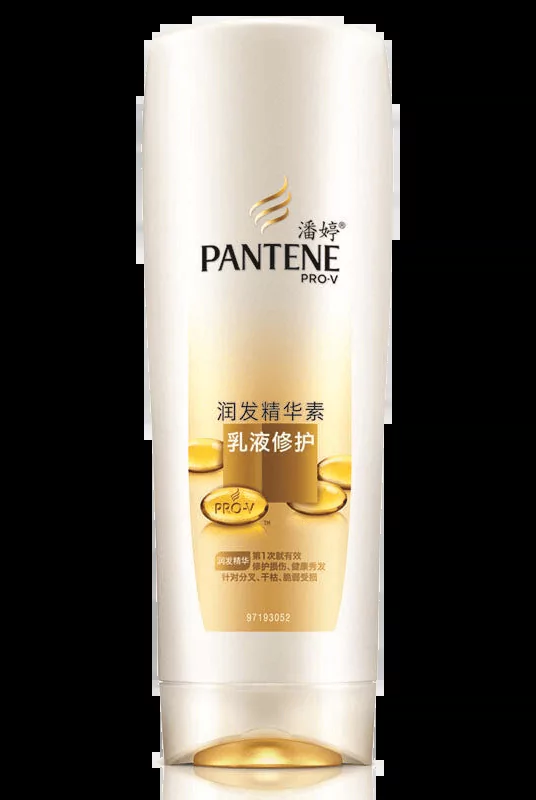 潘婷®
PANTENE
PRO-V
润发精华素
乳液修护
PRO-V
TM
润发精华
第1次就有效
修护损伤、健康秀发
针对分叉、干枯、脆弱受损
97193052